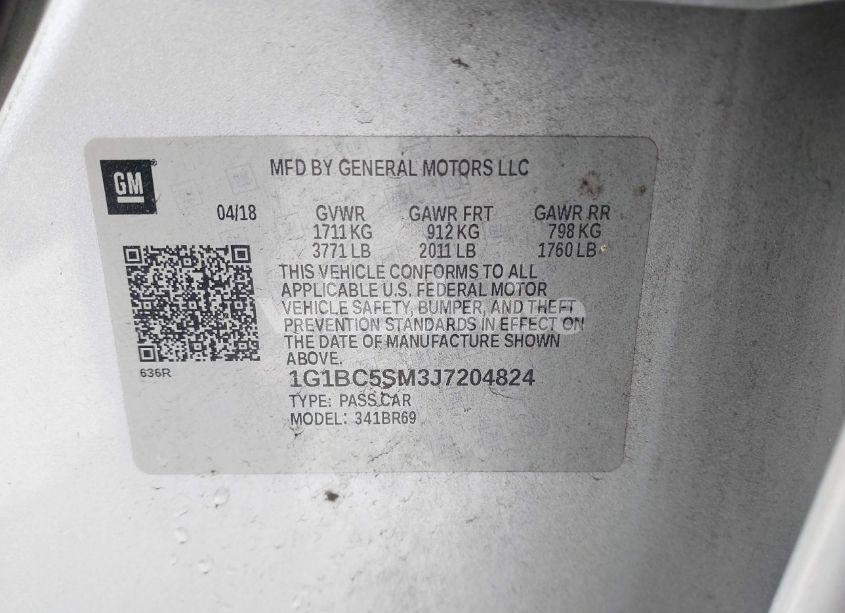 GM
MFD BY GENERAL MOTORS LLC
04/18 GVWR GAWR FRT GAWR RR
1711 KG 912 KG 798 KG
3771 LB 2011 LB 1760 LB
THIS VEHICLE CONFORMS TO ALL
APPLICABLE U.S. FEDERAL MOTOR
VEHICLE SAFETY, BUMPER, AND THEFT
PREVENTION STANDARDS IN EFFECT ON
THE DATE OF MANUFACTURE SHOWN
ABOVE.
636R
1G1BC5SM3J7204824
TYPE: PASS CAR
MODEL: 341BR69